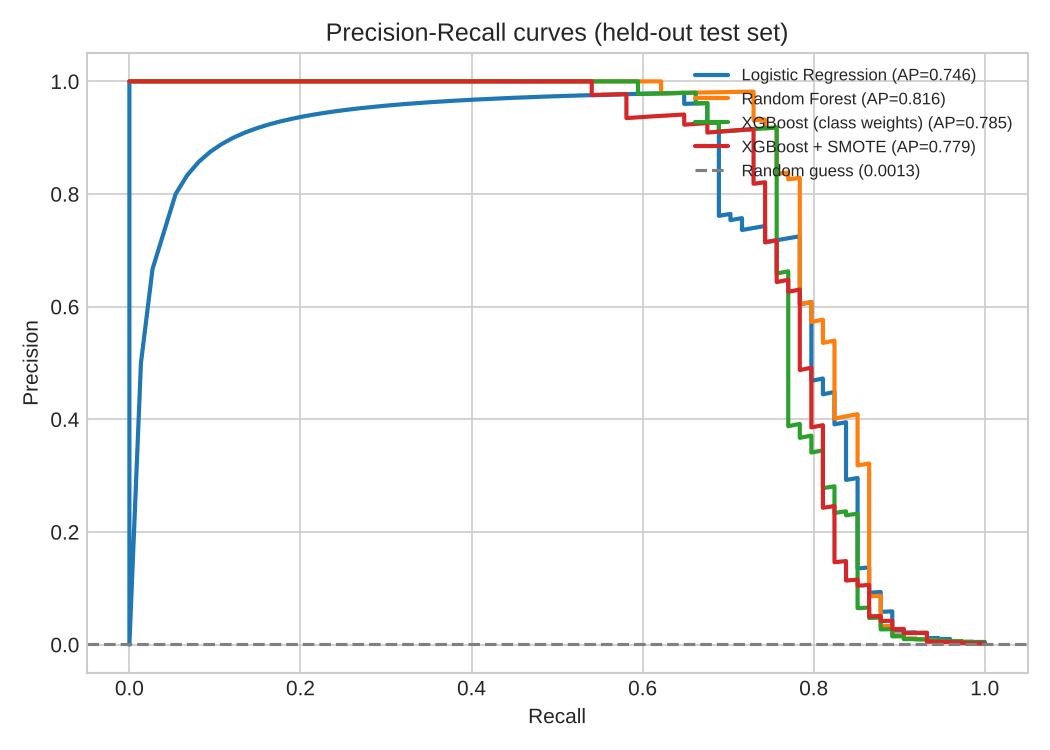 Precision-Recall curves (held-out test set)
Logistic Regression (AP=0.746)
Random Forest (AP=0.816)
XGBoost (class weights) (AP=0.785)
XGBoost + SMOTE (AP=0.779)
Random guess (0.0013)
Precision
1.0
0.8
0.6
0.4
0.2
0.0
0.0 0.2 0.4 0.6 0.8 1.0
Recall